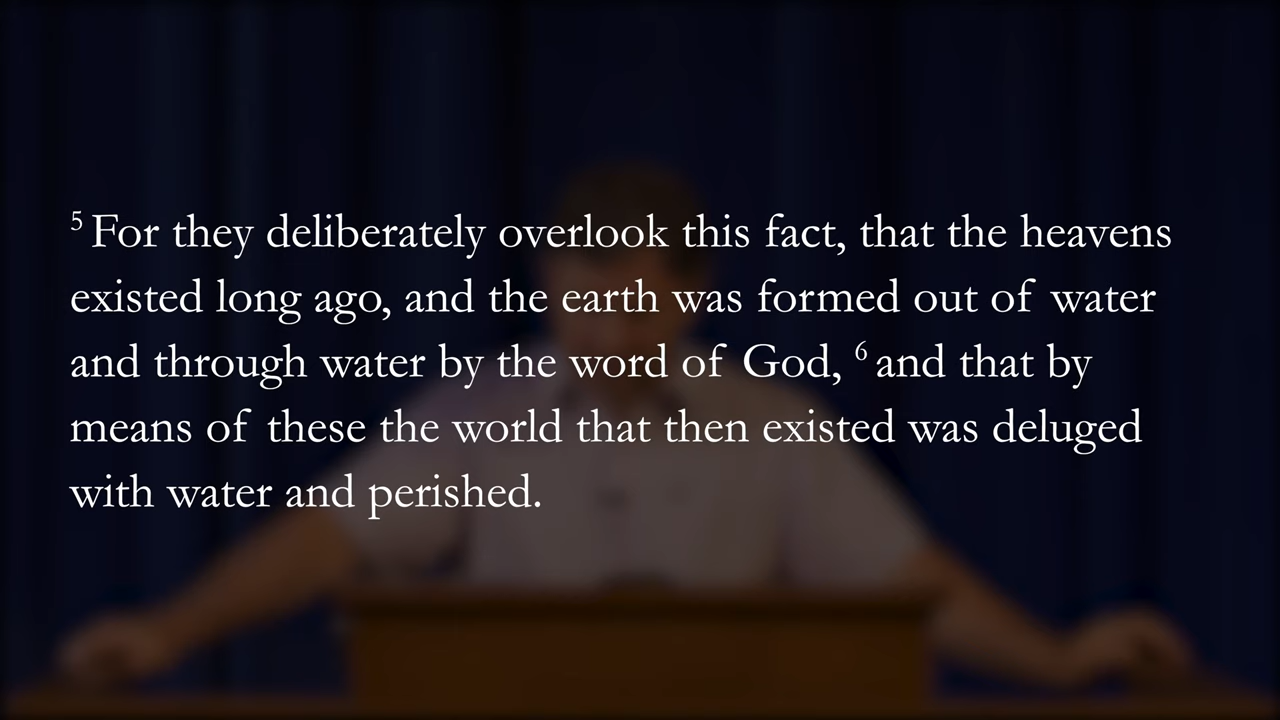 5 For they deliberately overlook this fact, that the heavens
existed long ago, and the earth was formed out of water
and through water by the word of God, 6 and that by
means of these the world that then existed was deluged
with water and perished.